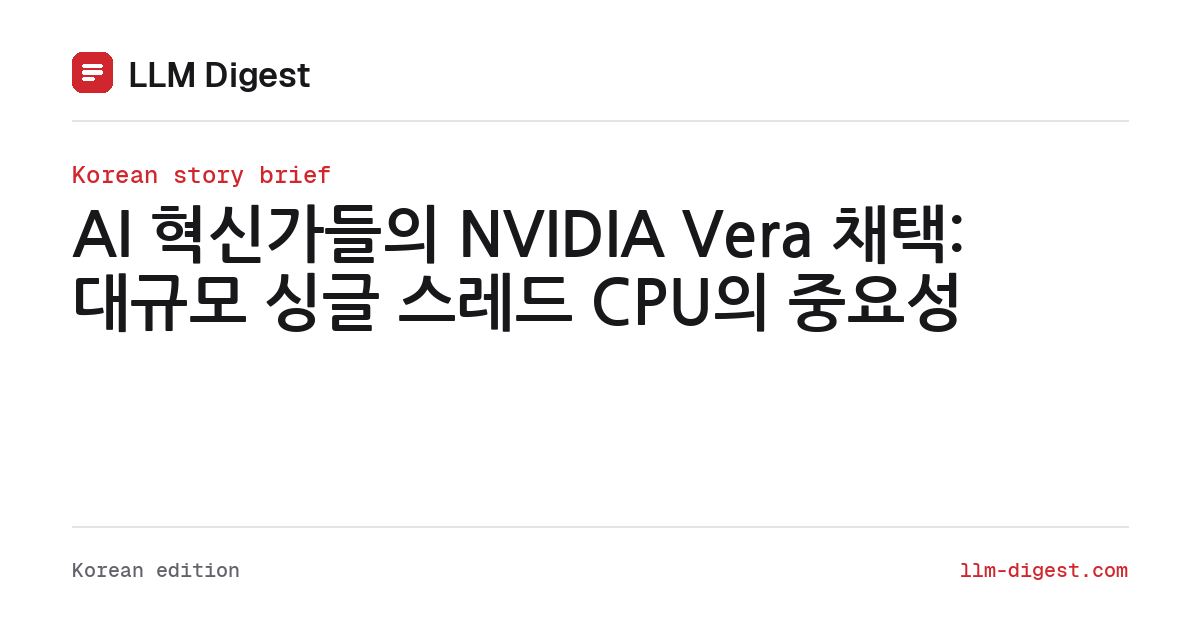 LLM Digest
Korean story brief
AI 혁신가들의 NVIDIA Vera 채택:
대규모 싱글 스레드 CPU의 중요성
Korean edition
llm-digest.com